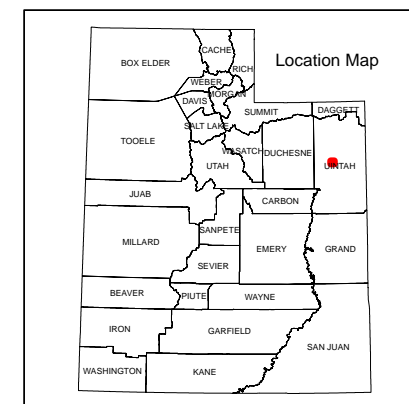 Location Map
BOX ELDER
CACHE
RICH
WEBER
MORGAN
DAVIS
SUMMIT
DAGGETT
SALT LAKE
TOOELE
WASATCH
DUCHESNE
UINTAH
UTAH
JUAB
CARBON
SANPETE
MILLARD
EMERY
GRAND
SEVIER
BEAVER
PIUTE
WAYNE
IRON
GARFIELD
SAN JUAN
WASHINGTON
KANE